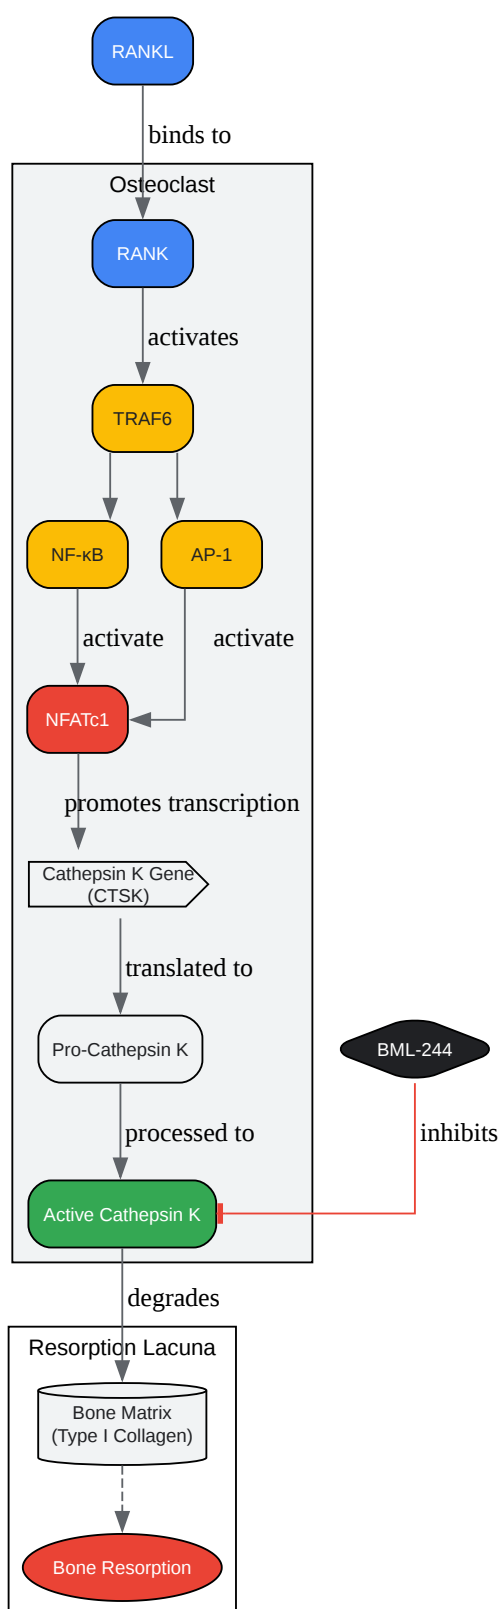 RANKL
binds to
Osteoclast
RANK
activates
TRAF6
NF-κB
AP-1
activate
activate
NFATc1
promotes transcription
Cathepsin K Gene
(CTSK)
translated to
Pro-Cathepsin K
BML-244
processed to
inhibits
Active Cathepsin K
degrades
Resorption Lacuna
Bone Matrix
(Type I Collagen)
Bone Resorption